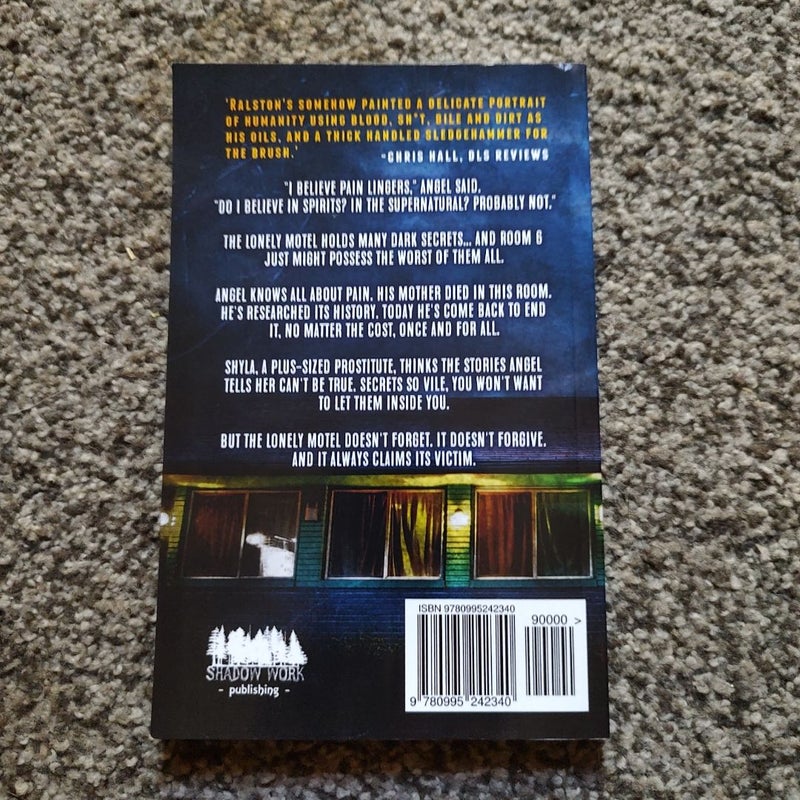 'RALSTON'S SOMEHOW PAINTED A DELICATE PORTRAIT
OF HUMANITY USING BLOOD, SH*T, BILE AND DIRT AS
HIS OILS, AND A THICK HANDLED SLEDGEHAMMER FOR
THE BRUSH.' -CHRIS HALL, DLS REVIEWS
"I BELIEVE PAIN LINGERS," ANGEL SAID.
"DO I BELIEVE IN SPIRITS? IN THE SUPERNATURAL? PROBABLY NOT."
THE LONELY MOTEL HOLDS MANY DARK SECRETS... AND ROOM 6
JUST MIGHT POSSESS THE WORST OF THEM ALL.
ANGEL KNOWS ALL ABOUT PAIN. HIS MOTHER DIED IN THIS ROOM.
HE'S RESEARCHED ITS HISTORY. TODAY HE'S COME BACK TO END
IT, NO MATTER THE COST, ONCE AND FOR ALL.
SHYLA, A PLUS-SIZED PROSTITUTE, THINKS THE STORIES ANGEL
TELLS HER CAN'T BE TRUE. SECRETS SO VILE, YOU WON'T WANT
TO LET THEM INSIDE YOU.
BUT THE LONELY MOTEL DOESN'T FORGET. IT DOESN'T FORGIVE.
AND IT ALWAYS CLAIMS ITS VICTIM.
SHADOW WORK
- publishing -
ISBN 9780995242340
90000 >
9 780995 242340